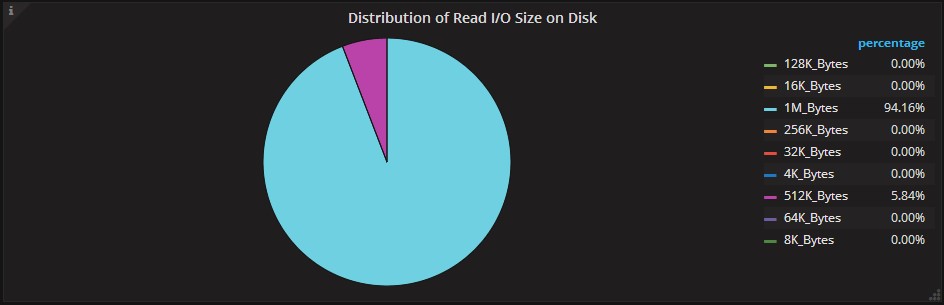 i
Distribution of Read I/O Size on Disk
percentage
128K_Bytes 0.00%
16K_Bytes 0.00%
1M_Bytes 94.16%
256K_Bytes 0.00%
32K_Bytes 0.00%
4K_Bytes 0.00%
512K_Bytes 5.84%
64K_Bytes 0.00%
8K_Bytes 0.00%